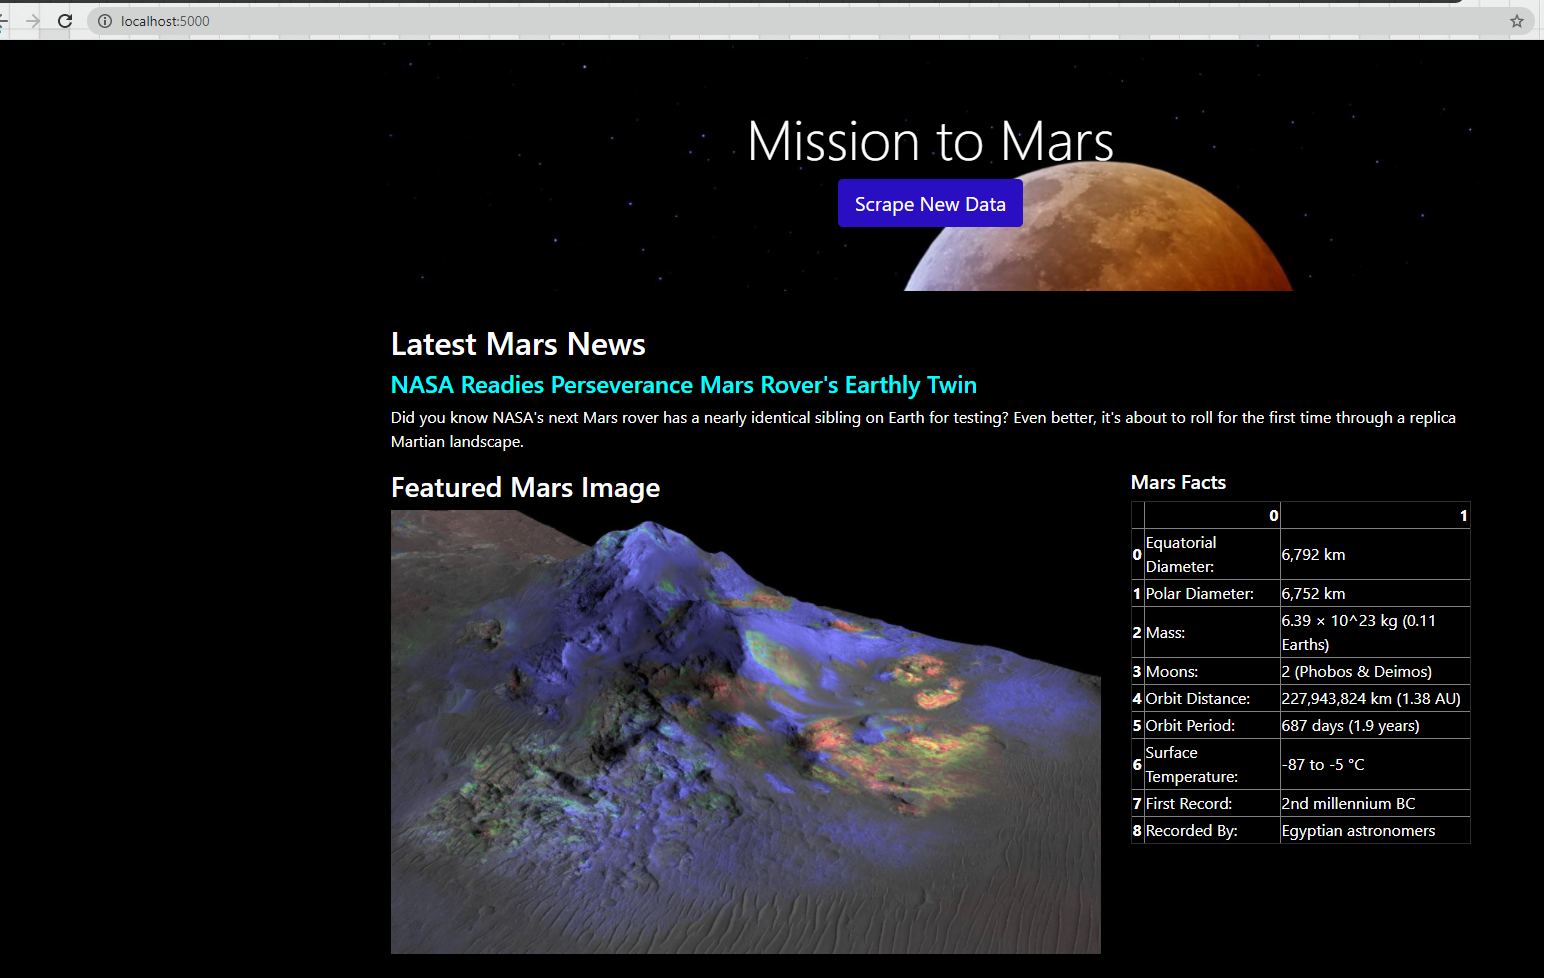 localhost:5000
Mission to Mars
Scrape New Data
Latest Mars News
NASA Readies Perseverance Mars Rover's Earthly Twin
Did you know NASA's next Mars rover has a nearly identical sibling on Earth for testing? Even better, it's about to roll for the first time through a replica
Martian landscape.
Featured Mars Image
Mars Facts
0 1
0 Equatorial Diameter: 6,792 km
1 Polar Diameter: 6,752 km
2 Mass: 6.39 × 10^23 kg (0.11 Earths)
3 Moons: 2 (Phobos & Deimos)
4 Orbit Distance: 227,943,824 km (1.38 AU)
5 Orbit Period: 687 days (1.9 years)
6 Surface Temperature: -87 to -5 °C
7 First Record: 2nd millennium BC
8 Recorded By: Egyptian astronomers